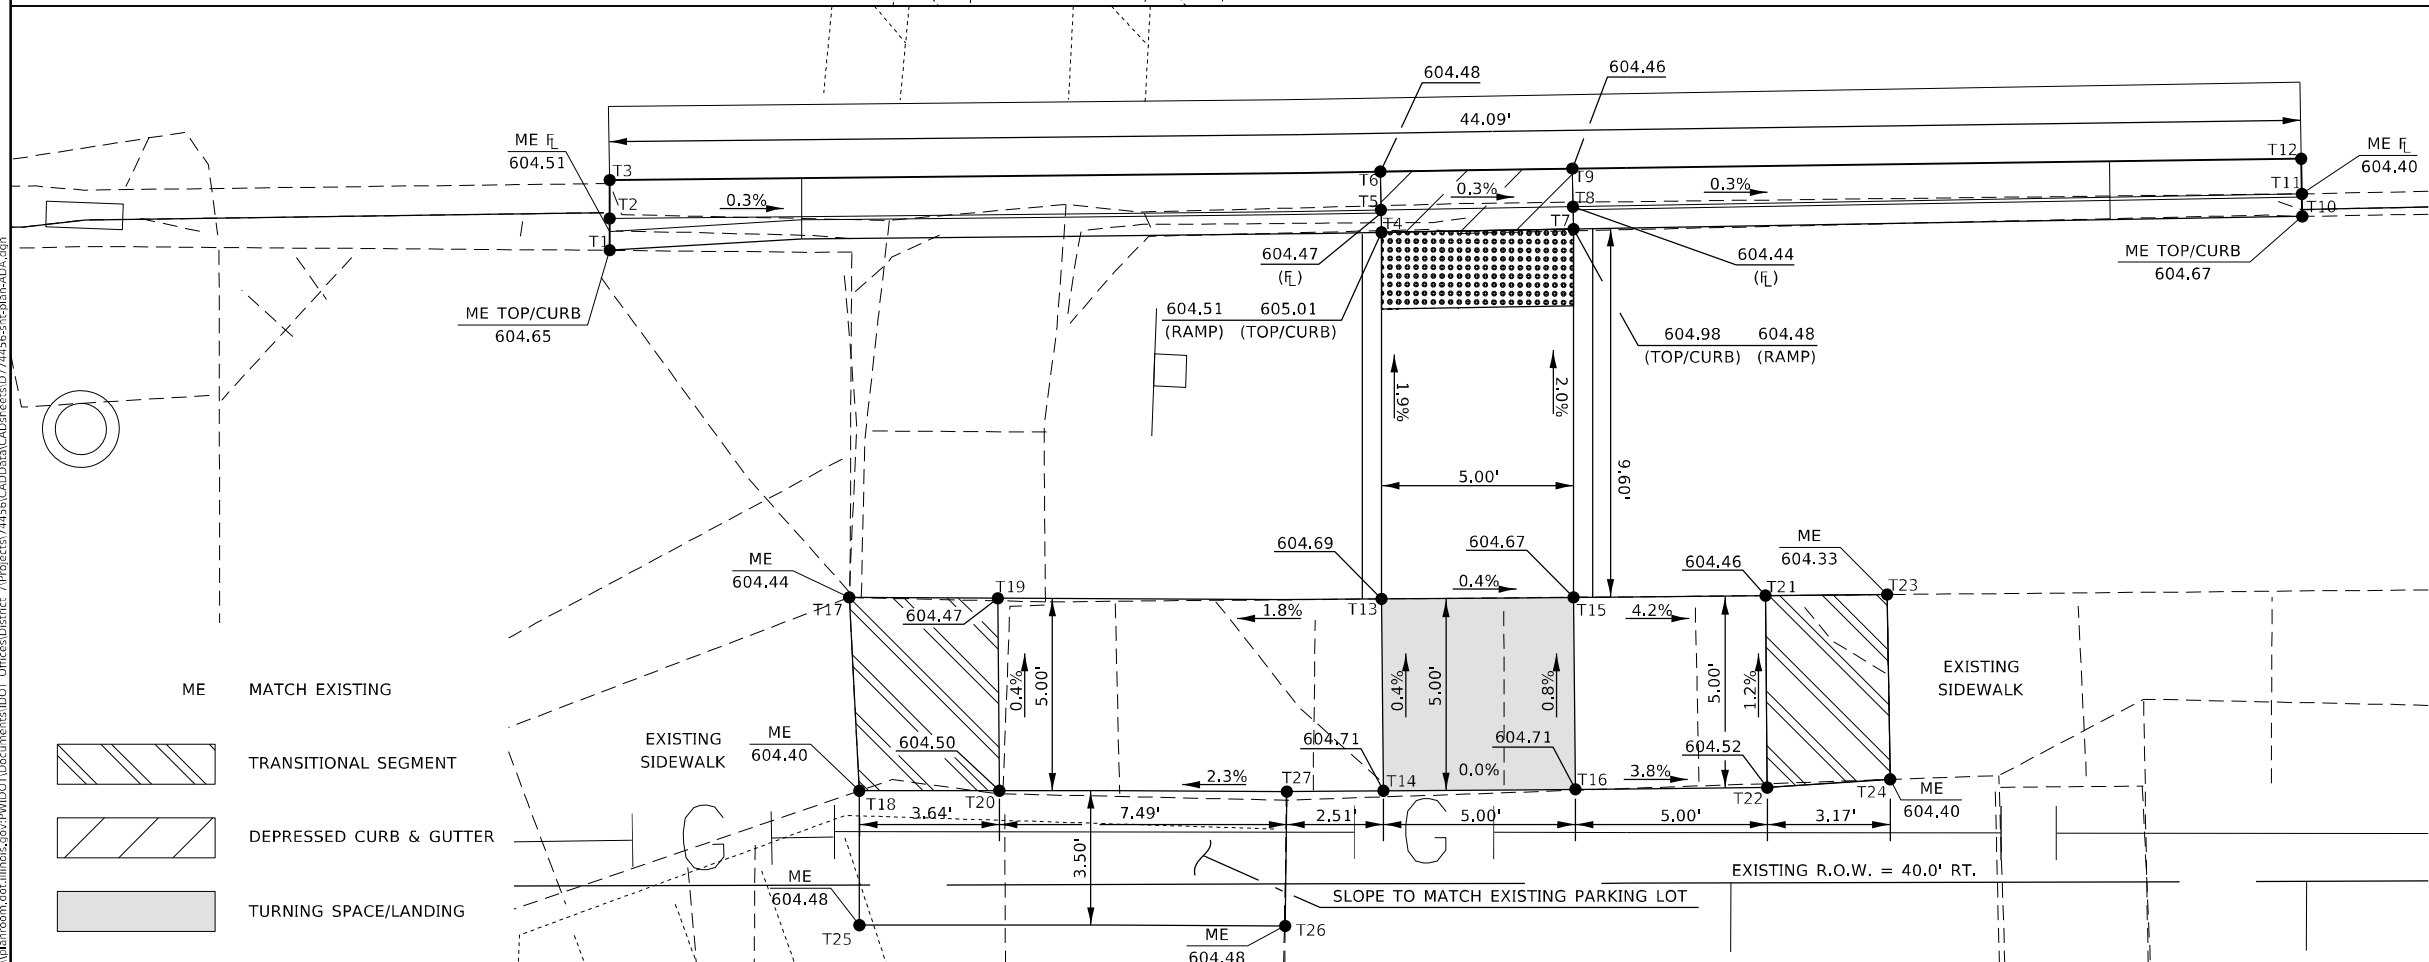 604.48
604.46
44.09'
ME FL
604.51
T3
T6
T9
T12
ME FL
604.40
0.3%
0.3%
0.3%
T2
T5
T8
T11
T1
T4
T7
T10
604.47
(FL)
604.44
(FL)
ME TOP/CURB
604.67
ME TOP/CURB
604.65
604.51 605.01
(RAMP) (TOP/CURB)
604.98 604.48
(TOP/CURB) (RAMP)
1.9%
2.0%
5.00'
9.60'
604.69
604.67
ME
604.44
ME
604.33
604.46
T17
T19
604.47
1.8%
T13
0.4%
T15
4.2%
T21
T23
0.4%
5.00'
0.4%
5.00'
0.8%
5.00'
1.2%
EXISTING
SIDEWALK
ME MATCH EXISTING
EXISTING
SIDEWALK
ME
604.40
604.50
604.71
604.71
604.52
TRANSITIONAL SEGMENT
T18
T20
2.3%
T27
T14
0.0%
T16
3.8%
T22
T24
ME
604.40
3.64'
7.49'
2.51'
5.00'
5.00'
3.17'
G
G
DEPRESSED CURB & GUTTER
3.50'
ME
604.48
EXISTING R.O.W. = 40.0' RT.
SLOPE TO MATCH EXISTING PARKING LOT
TURNING SPACE/LANDING
T25
T26
ME
604.48